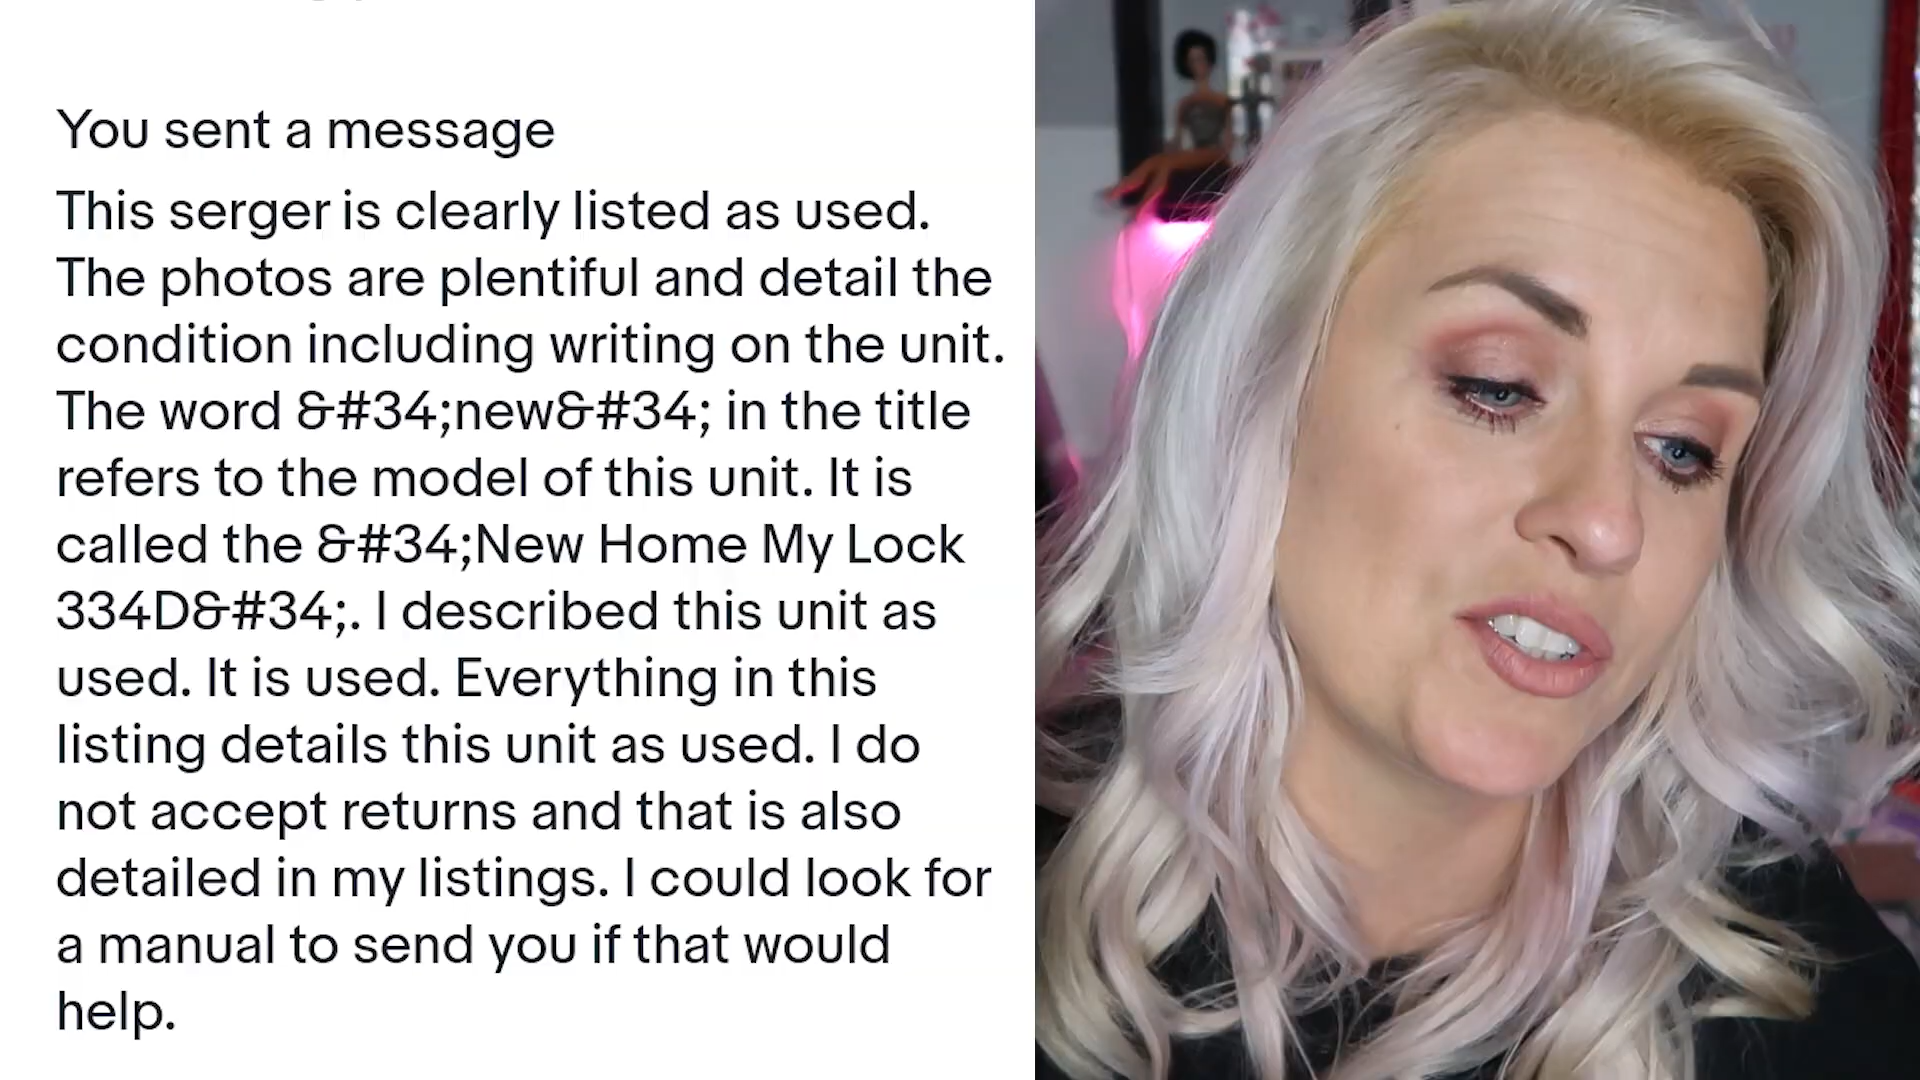 You sent a message
This serger is clearly listed as used.
The photos are plentiful and detail the
condition including writing on the unit.
The word &#34;new&#34; in the title
refers to the model of this unit. It is
called the &#34;New Home My Lock
334D&#34;. I described this unit as
used. It is used. Everything in this
listing details this unit as used. I do
not accept returns and that is also
detailed in my listings. I could look for
a manual to send you if that would
help.